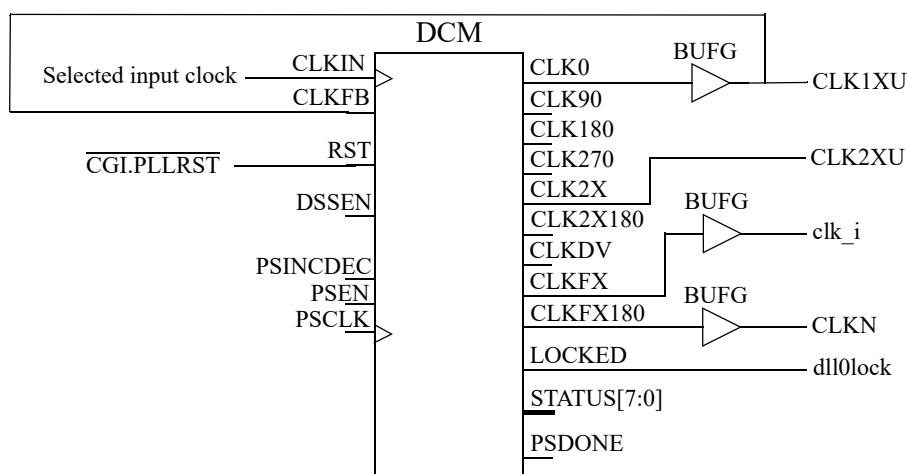 DCM
BUFG
Selected input clock
CLKIN
CLK0
CLK1XU
CLKFB
CLK90
CLK180
CGI.PLLRST
RST
CLK270
CLK2XU
DSSEN
CLK2X
BUFG
CLK2X180
clk_i
CLKDV
PSINCDEC
CLKFX
BUFG
PSEN
PSCLK
CLKFX180
CLKN
LOCKED
dll0lock
STATUS[7:0]
PSDONE